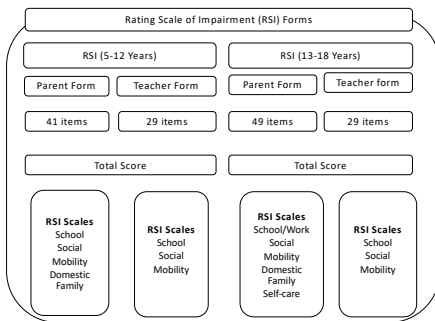 Rating Scale of Impairment (RSI) Forms
RSI (5-12 Years)
RSI (13-18 Years)
Parent Form
Teacher Form
Parent Form
Teacher form
41 items
29 items
49 items
29 items
Total Score
Total Score
RSI Scales
School
Social
Mobility
Domestic
Family
RSI Scales
School
Social
Mobility
RSI Scales
School/Work
Social
Mobility
Domestic
Family
Self-care
RSI Scales
School
Social
Mobility